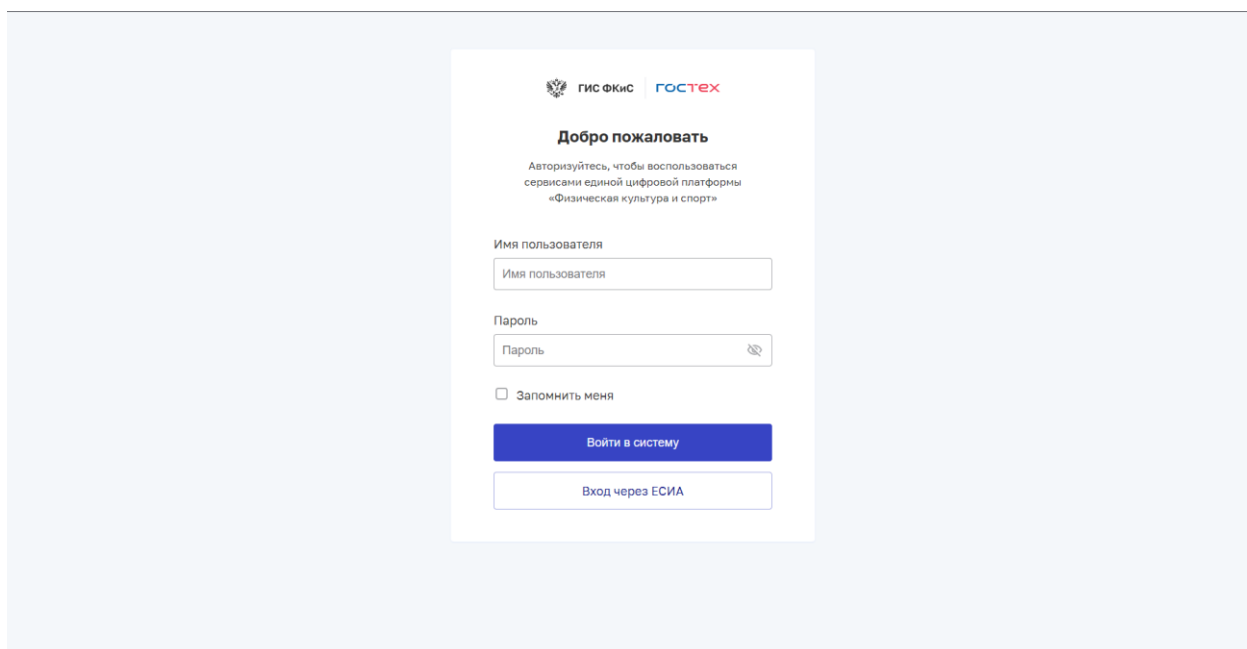 ГИС ФКиС ГОСТЕХ
Добро пожаловать
Авторизуйтесь, чтобы воспользоваться
сервисами единой цифровой платформы
«Физическая культура и спорт»
Имя пользователя
Имя пользователя
Пароль
Пароль
Запомнить меня
Войти в систему
Вход через ЕСИА